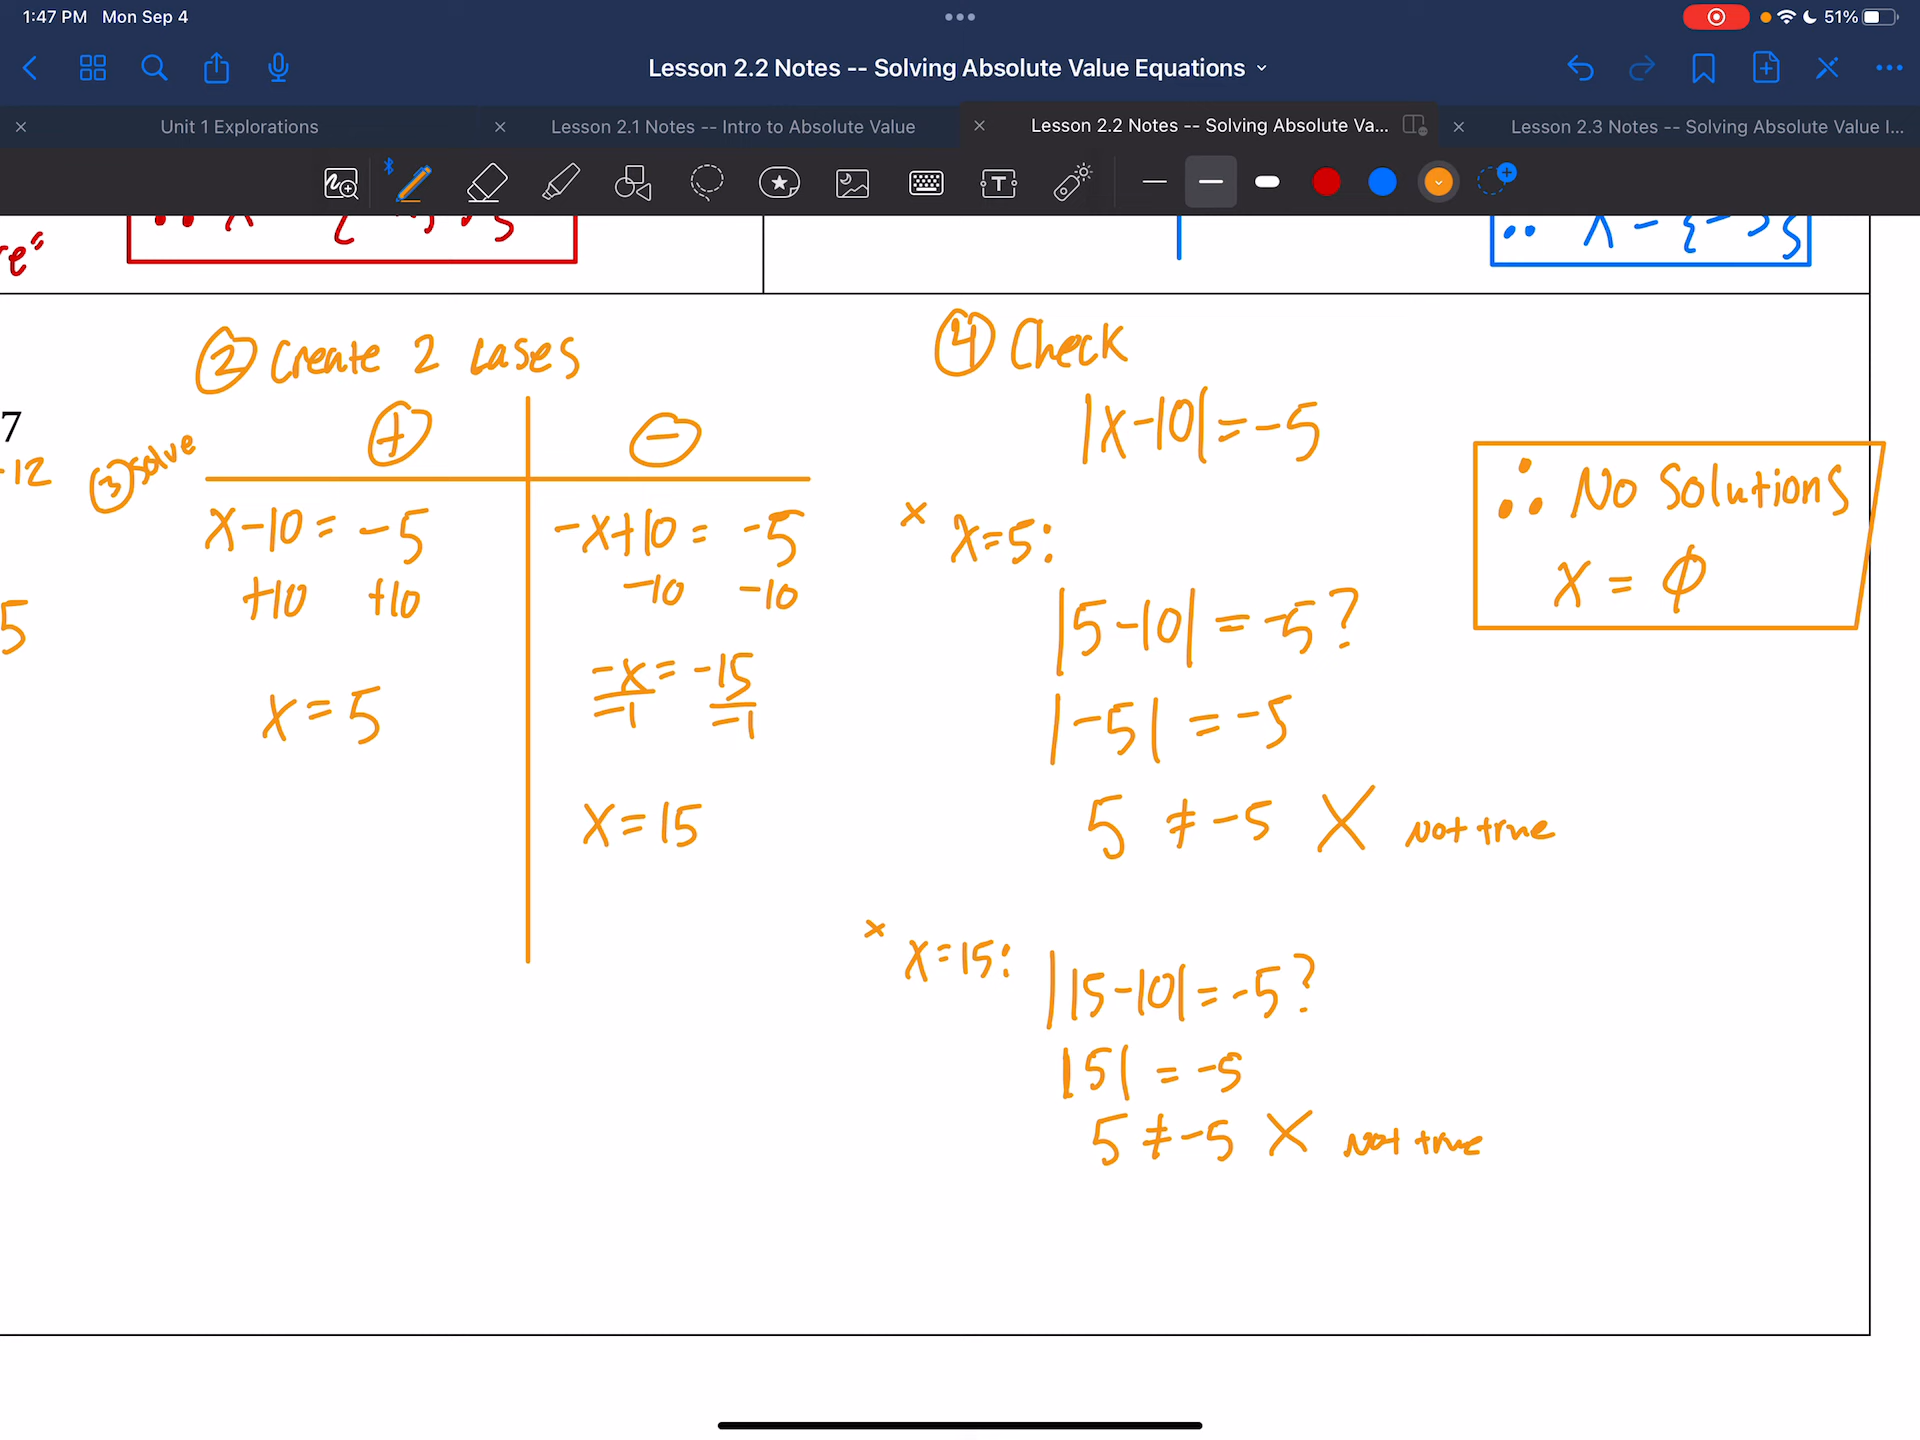 1:47 PM Mon Sep 4
51%
Lesson 2.2 Notes -- Solving Absolute Value Equations
Unit 1 Explorations
Lesson 2.1 Notes -- Intro to Absolute Value
Lesson 2.2 Notes -- Solving Absolute Va...
Lesson 2.3 Notes -- Solving Absolute Value I...
② Create 2 cases
7
-12
5
③ Solve
+ | -
x-10 = -5 | -x+10 = -5
+10 +10 | -10 -10
x = 5 | -x = -15
-1 -1
x = 15
④ Check
|x-10| = -5
x x=5:
|5-10| = -5?
|-5| = -5
5 ≠ -5 X Not true
x x=15:
|15-10| = -5?
|5| = -5
5 ≠ -5 X Not true
∴ No Solutions
x = ϕ